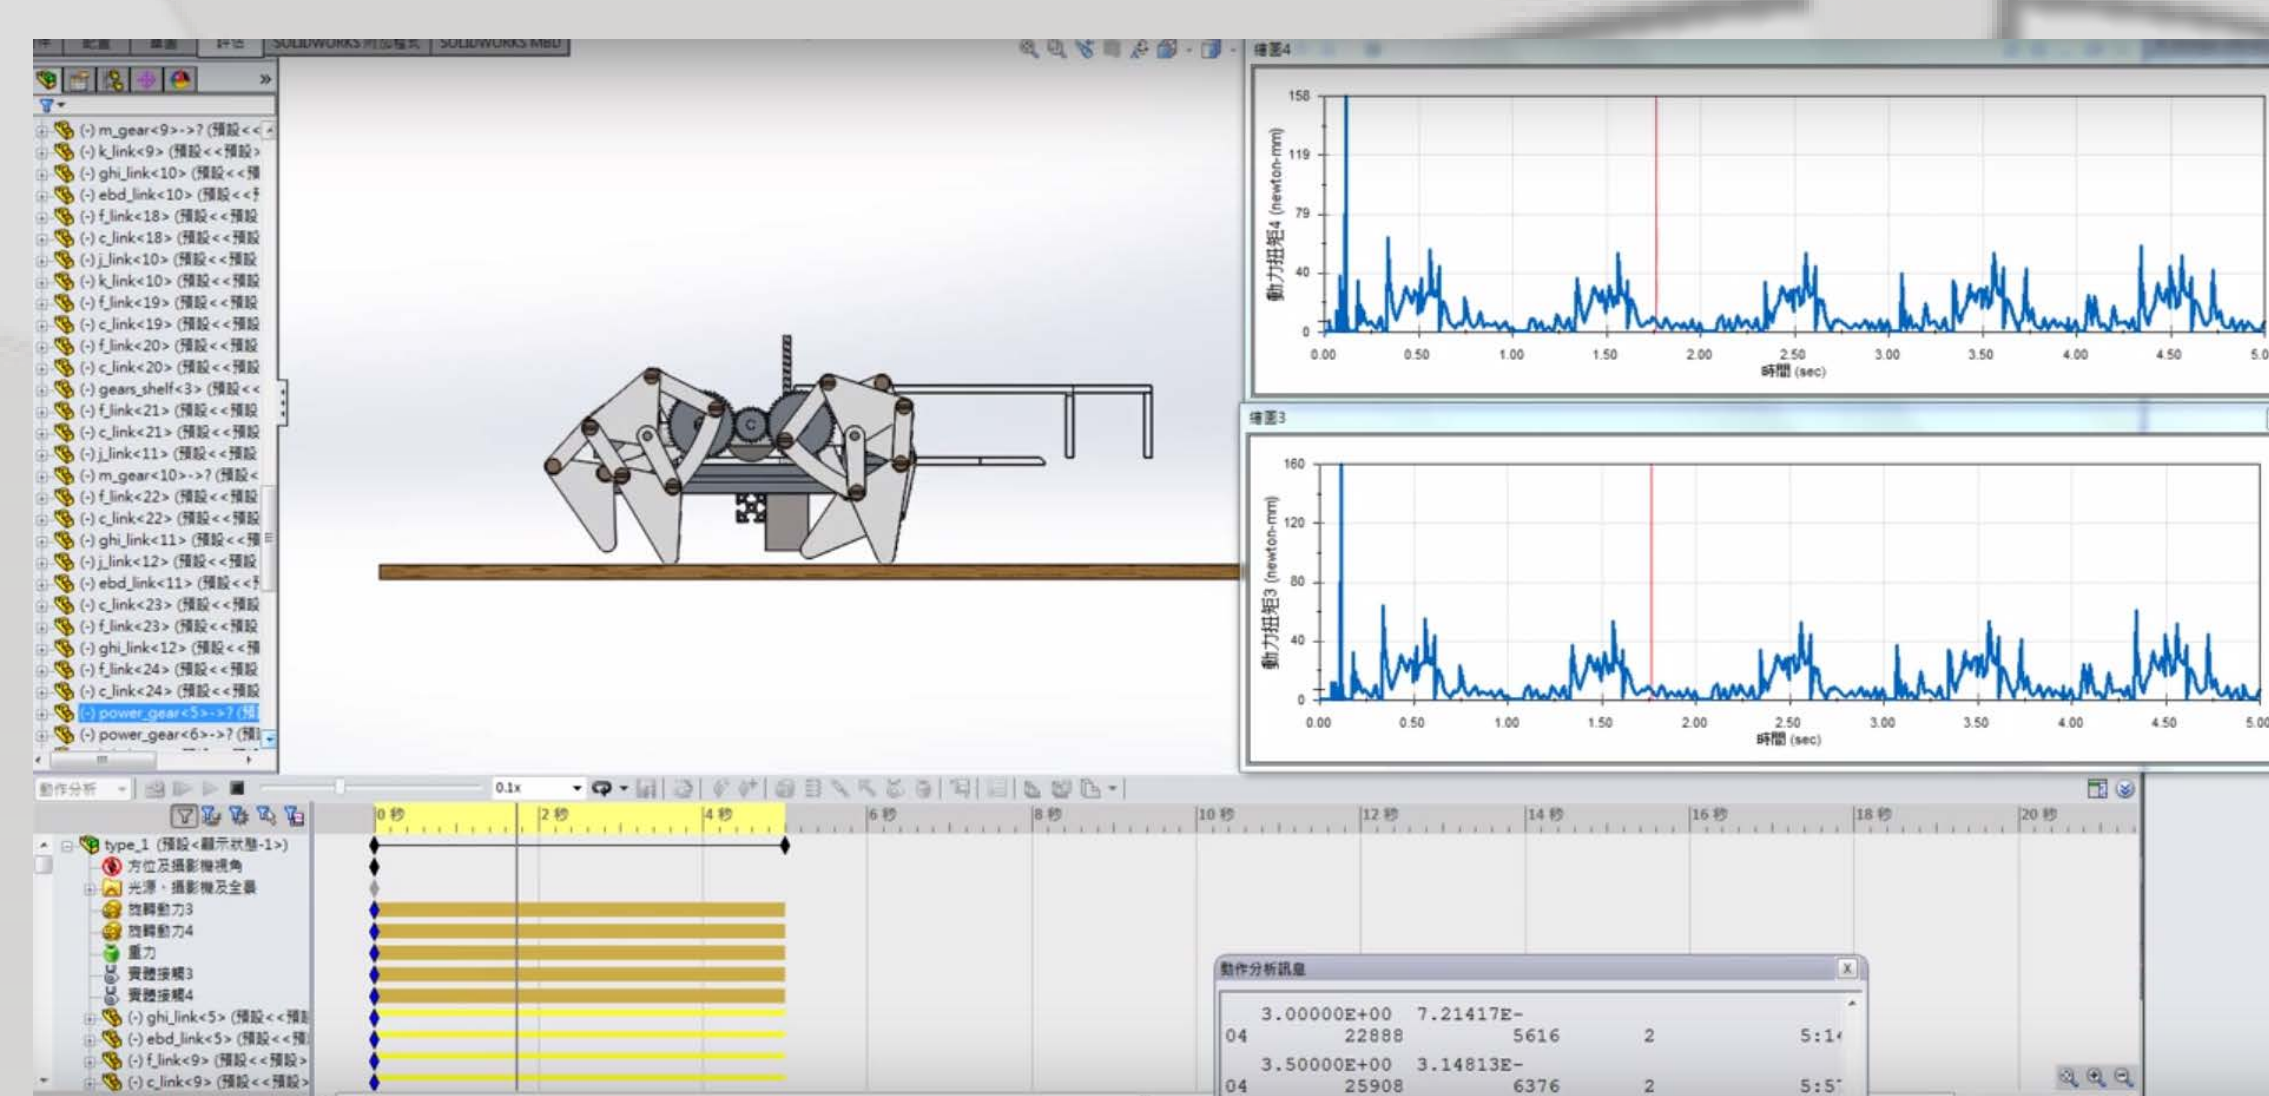 評估
SOLIDWORKS MBD
(-) m_gear<9>->? (預設<<
(-) k_link<9> (預設<<預設>
(-) ghi_link<10> (預設<<預
(-) ebd_link<10> (預設<<
(-) f_link<18> (預設<<預設
(-) c_link<18> (預設<<預設
(-) j_link<10> (預設<<預設
(-) k_link<10> (預設<<預設
(-) f_link<19> (預設<<預設
(-) c_link<19> (預設<<預設
(-) f_link<20> (預設<<預設
(-) c_link<20> (預設<<預設
(-) gears_shelf<3> (預設<<
(-) f_link<21> (預設<<預設
(-) c_link<21> (預設<<預設
(-) j_link<11> (預設<<預設
(-) m_gear<10>->? (預設<
(-) f_link<22> (預設<<預設
(-) c_link<22> (預設<<預設
(-) ghi_link<11> (預設<<預
(-) j_link<12> (預設<<預設
(-) ebd_link<11> (預設<<
(-) c_link<23> (預設<<預設
(-) f_link<23> (預設<<預設
(-) ghi_link<12> (預設<<預
(-) f_link<24> (預設<<預設
(-) c_link<24> (預設<<預設
(-) power_gear<5>->? (預
(-) power_gear<6>->? (預
C
繪圖4
動力扭矩4 (newton-mm)
158
119
79
40
0
0.00 0.50 1.00 1.50 2.00 2.50 3.00 3.50 4.00 4.50 5.0
時間 (sec)
繪圖3
動力扭矩3 (newton-mm)
160
120
80
40
0
0.00 0.50 1.00 1.50 2.00 2.50 3.00 3.50 4.00 4.50 5.00
時間 (sec)
動作分析
0.1x
0 秒 2 秒 4 秒 6 秒 8 秒 10 秒 12 秒 14 秒 16 秒 18 秒 20 秒
type_1 (預設<顯示狀態-1>)
方位及攝影機視角
光源、攝影機及全景
旋轉動力3
旋轉動力4
重力
實體接觸3
實體接觸4
(-) ghi_link<5> (預設<<預設
(-) ebd_link<5> (預設<<預
(-) f_link<9> (預設<<預設>
(-) c_link<9> (預設<<預設>
動作分析訊息
3.00000E+00 7.21417E-
04 22888 5616 2 5:1
3.50000E+00 3.14813E-
04 25908 6376 2 5:5